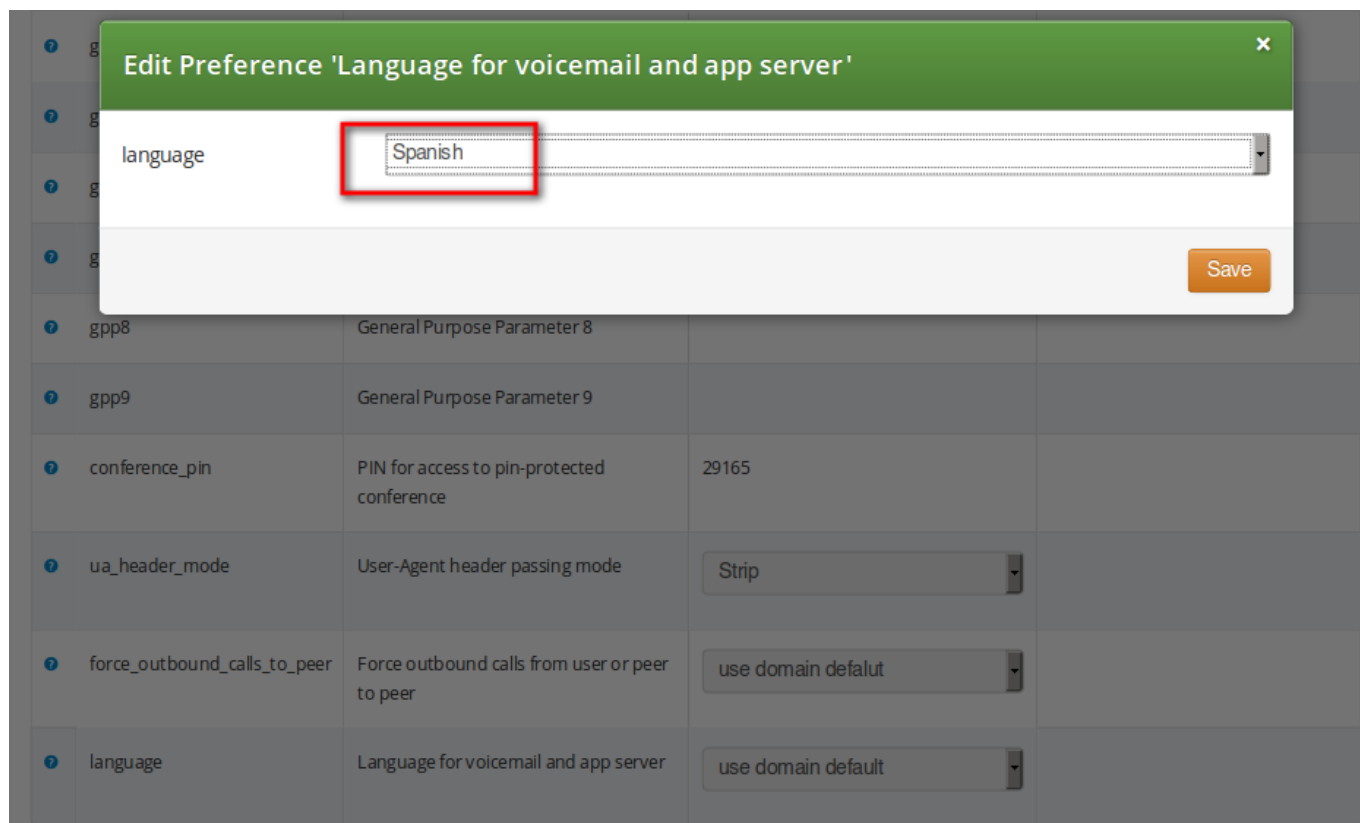 Edit Preference 'Language for voicemail and app server'
×
language
Spanish
Save
g
g
g
g
gpp8 General Purpose Parameter 8
gpp9 General Purpose Parameter 9
conference_pin PIN for access to pin-protected 29165
conference
ua_header_mode User-Agent header passing mode Strip
force_outbound_calls_to_peer Force outbound calls from user or peer use domain defalut
to peer
language Language for voicemail and app server use domain default